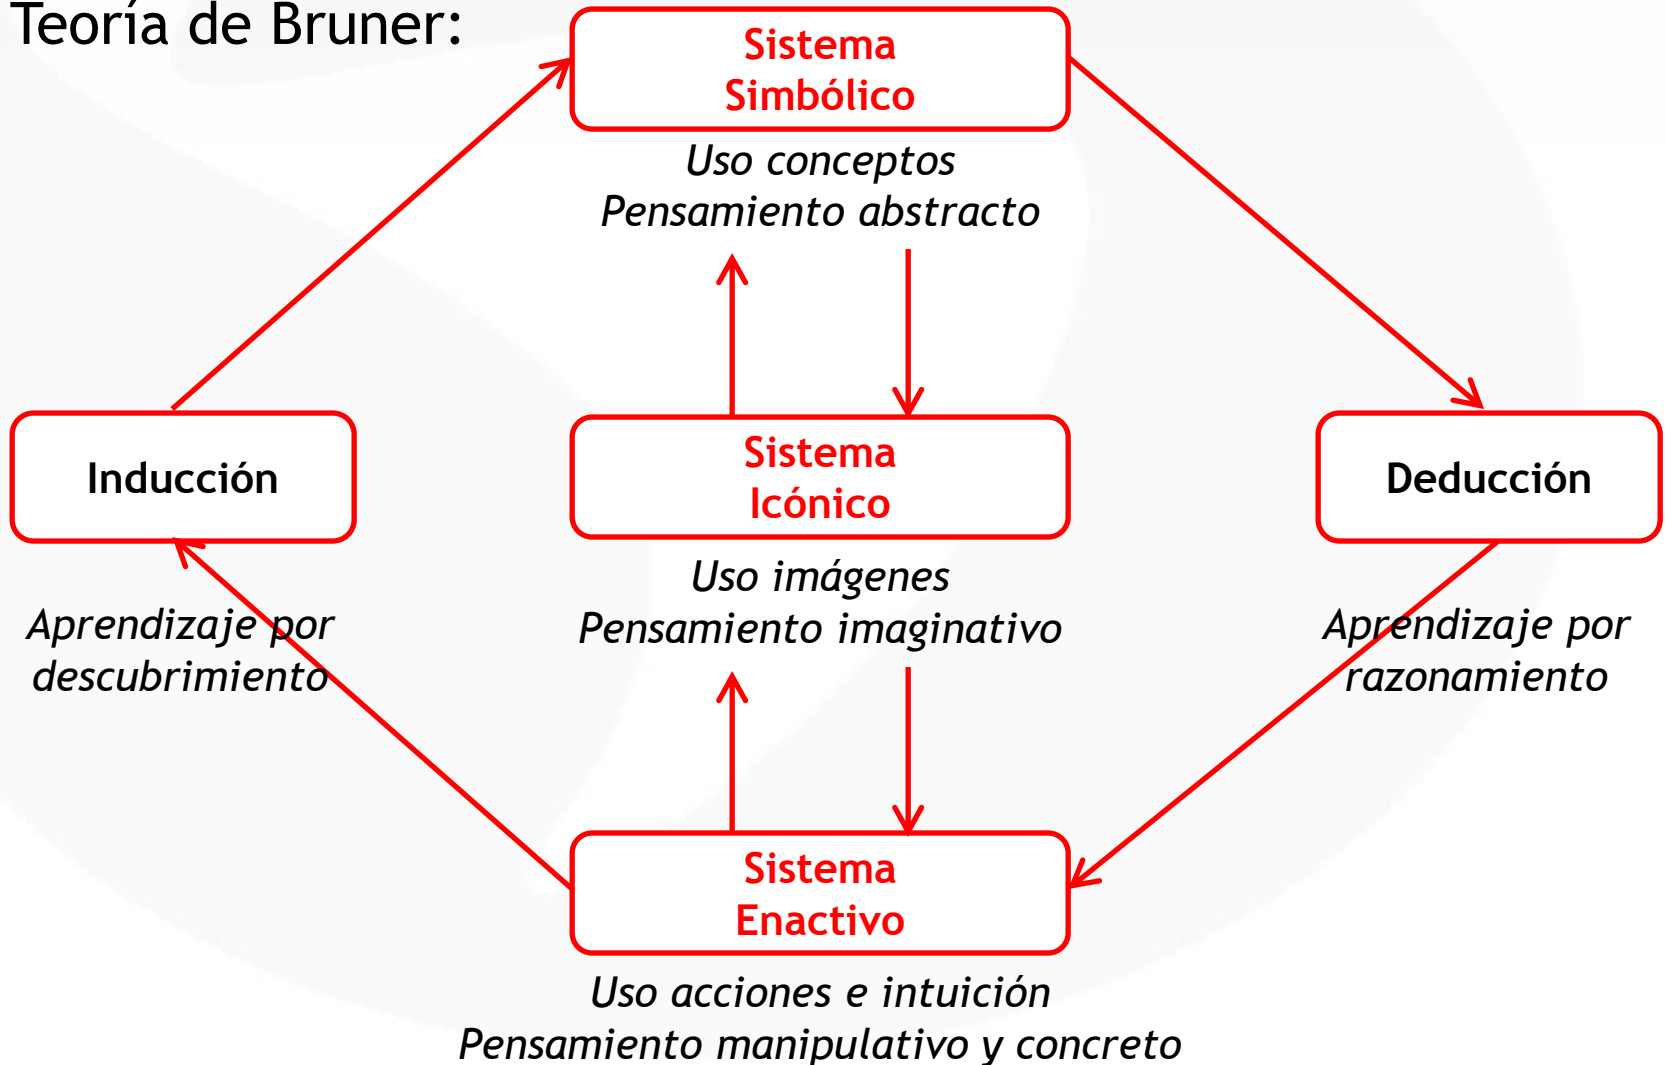 Teoría de Bruner:
Sistema
Simbólico
Uso conceptos
Pensamiento abstracto
Inducción
Aprendizaje por
descubrimiento
Sistema
Icónico
Uso imágenes
Pensamiento imaginativo
Deducción
Aprendizaje por
razonamiento
Sistema
Enactivo
Uso acciones e intuición
Pensamiento manipulativo y concreto